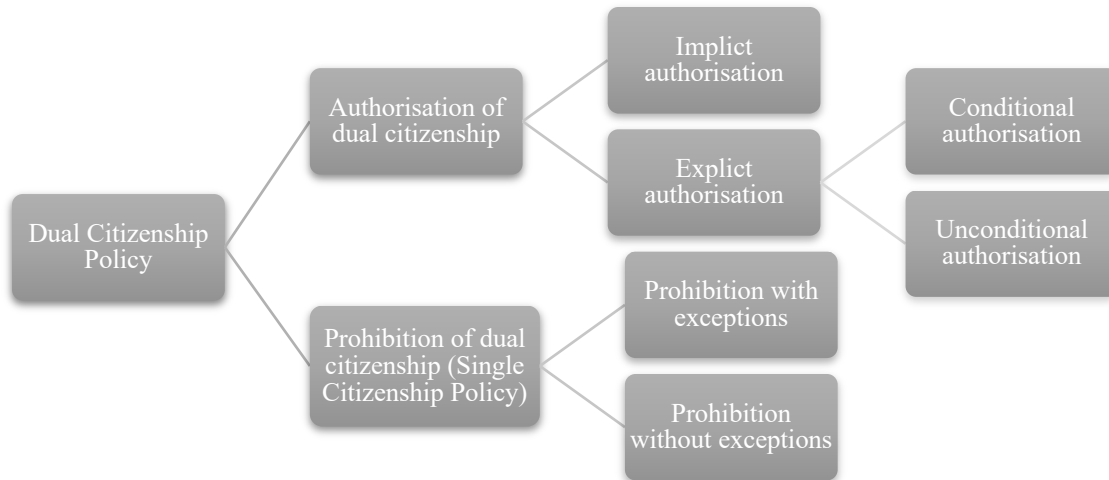 Implict
authorisation
Authorisation of
dual citizenship
Conditional
authorisation
Explict
authorisation
Dual Citizenship
Policy
Unconditional
authorisation
Prohibition with
exceptions
Prohibition of dual
citizenship (Single
Citizenship Policy)
Prohibition
without exceptions